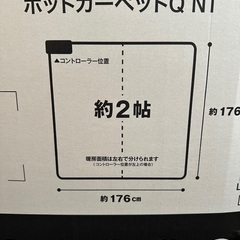 ホットカーペットQ N1
▲コントローラー位置
約2帖
約176
暖房面積は左右で分けられます
(コントローラー位置が左上の場合)
約176cm